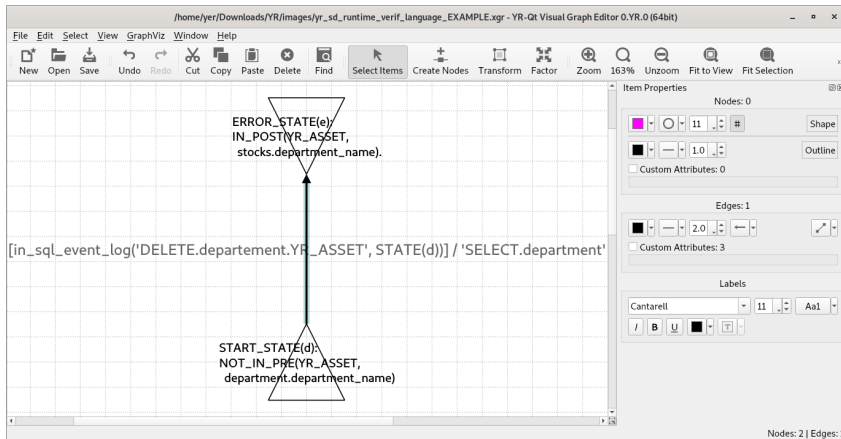 /home/yer/Downloads/YR/images/yr_sd_runtime_verif_language_EXAMPLE.xgr - YR-Qt Visual Graph Editor 0.YR.0 (64bit)
File Edit Select View GraphViz Window Help
New Open Save Undo Redo Cut Copy Paste Delete Find Select Items Create Nodes Transform Factor Zoom 163% Unzoom Fit to View Fit Selection
Item Properties
Nodes: 0
11 # Shape
1.0 Outline
Custom Attributes: 0
Edges: 1
2.0
Custom Attributes: 3
Labels
Cantarell 11 Aa1
I B U T
ERROR_STATE(e):
IN_POST(YR_ASSET,
stocks.department_name).
[in_sql_event_log('DELETE.departement.YR_ASSET', STATE(d))] / 'SELECT.department'
START_STATE(d):
NOT_IN_PRE(YR_ASSET,
department.department_name)
Nodes: 2 | Edges: